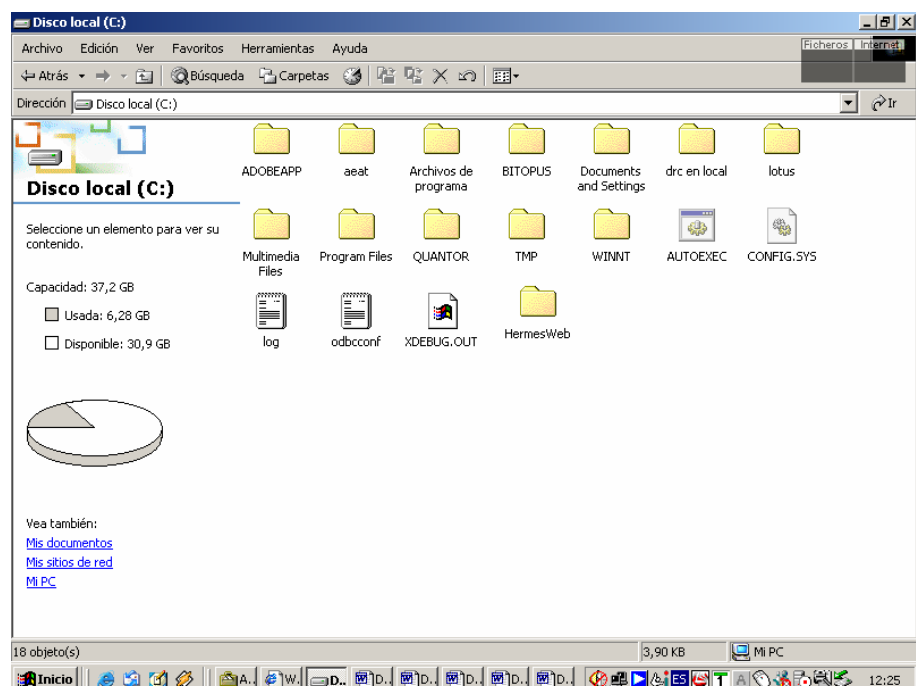 Disco local (C:)
Archivo Edición Ver Favoritos Herramientas Ayuda
Ficheros Internet
Atrás Búsqueda Carpetas
Dirección Disco local (C:) Ir
Disco local (C:)
Seleccione un elemento para ver su
contenido.
Capacidad: 37,2 GB
Usada: 6,28 GB
Disponible: 30,9 GB
Vea también:
Mis documentos
Mis sitios de red
Mi PC
ADOBEAPP
aeat
Archivos de
programa
BITOPUS
Documents
and Settings
drc en local
lotus
Multimedia
Files
Program Files
QUANTOR
TMP
WINNT
AUTOEXEC
CONFIG.SYS
log
odbcconf
XDEBUG.OUT
HermesWeb
18 objeto(s) 3,90 KB Mi PC
Inicio A.. W.. D.. D.. D.. D.. D.. D.. ES T A 12:25